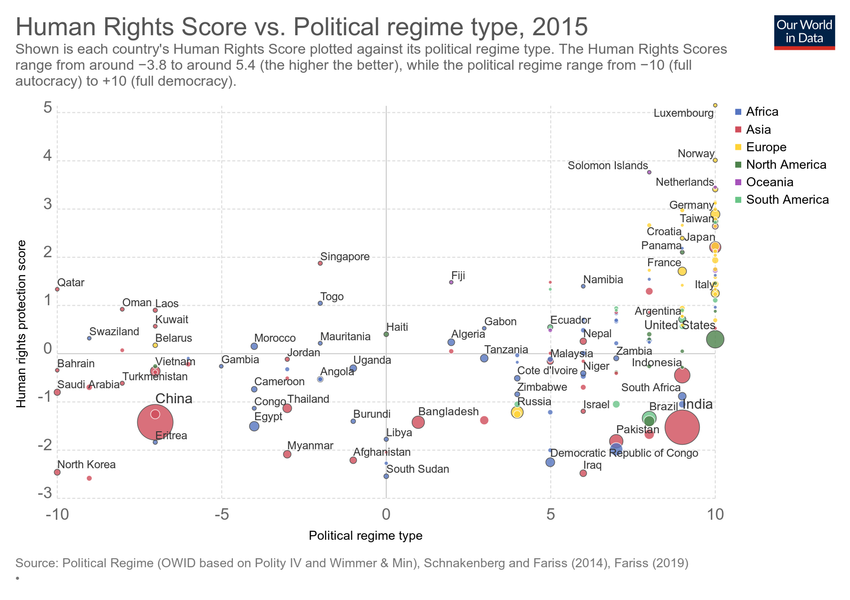 Human Rights Score vs. Political regime type, 2015
Our World
in Data
Shown is each country's Human Rights Score plotted against its political regime type. The Human Rights Scores
range from around −3.8 to around 5.4 (the higher the better), while the political regime range from −10 (full
autocracy) to +10 (full democracy).
5
4
3
2
1
0
-1
-2
-3
Human rights protection score
Luxembourg
Norway
Solomon Islands
Netherlands
Germany
Taiwan
Croatia
Japan
Panama
France
Singapore
Fiji
Namibia
Italy
Qatar
Togo
Oman
Laos
Kuwait
Argentina
Ecuador
United States
Swaziland
Haiti
Gabon
Belarus
Morocco
Mauritania
Algeria
Nepal
Tanzania
Malaysia
Zambia
Vietnam
Jordan
Uganda
Gambia
Bahrain
Indonesia
Niger
Cote d'Ivoire
Angola
Turkmenistan
Saudi Arabia
Cameroon
Zimbabwe
South Africa
China
Congo
Thailand
Russia
Israel
Brazil
India
Egypt
Burundi
Bangladesh
Eritrea
Libya
Pakistan
Myanmar
Afghanistan
Democratic Republic of Congo
North Korea
South Sudan
Iraq
-10
-5
0
5
10
Political regime type
Africa
Asia
Europe
North America
Oceania
South America
Source: Political Regime (OWID based on Polity IV and Wimmer & Min), Schnakenberg and Fariss (2014), Fariss (2019)
•